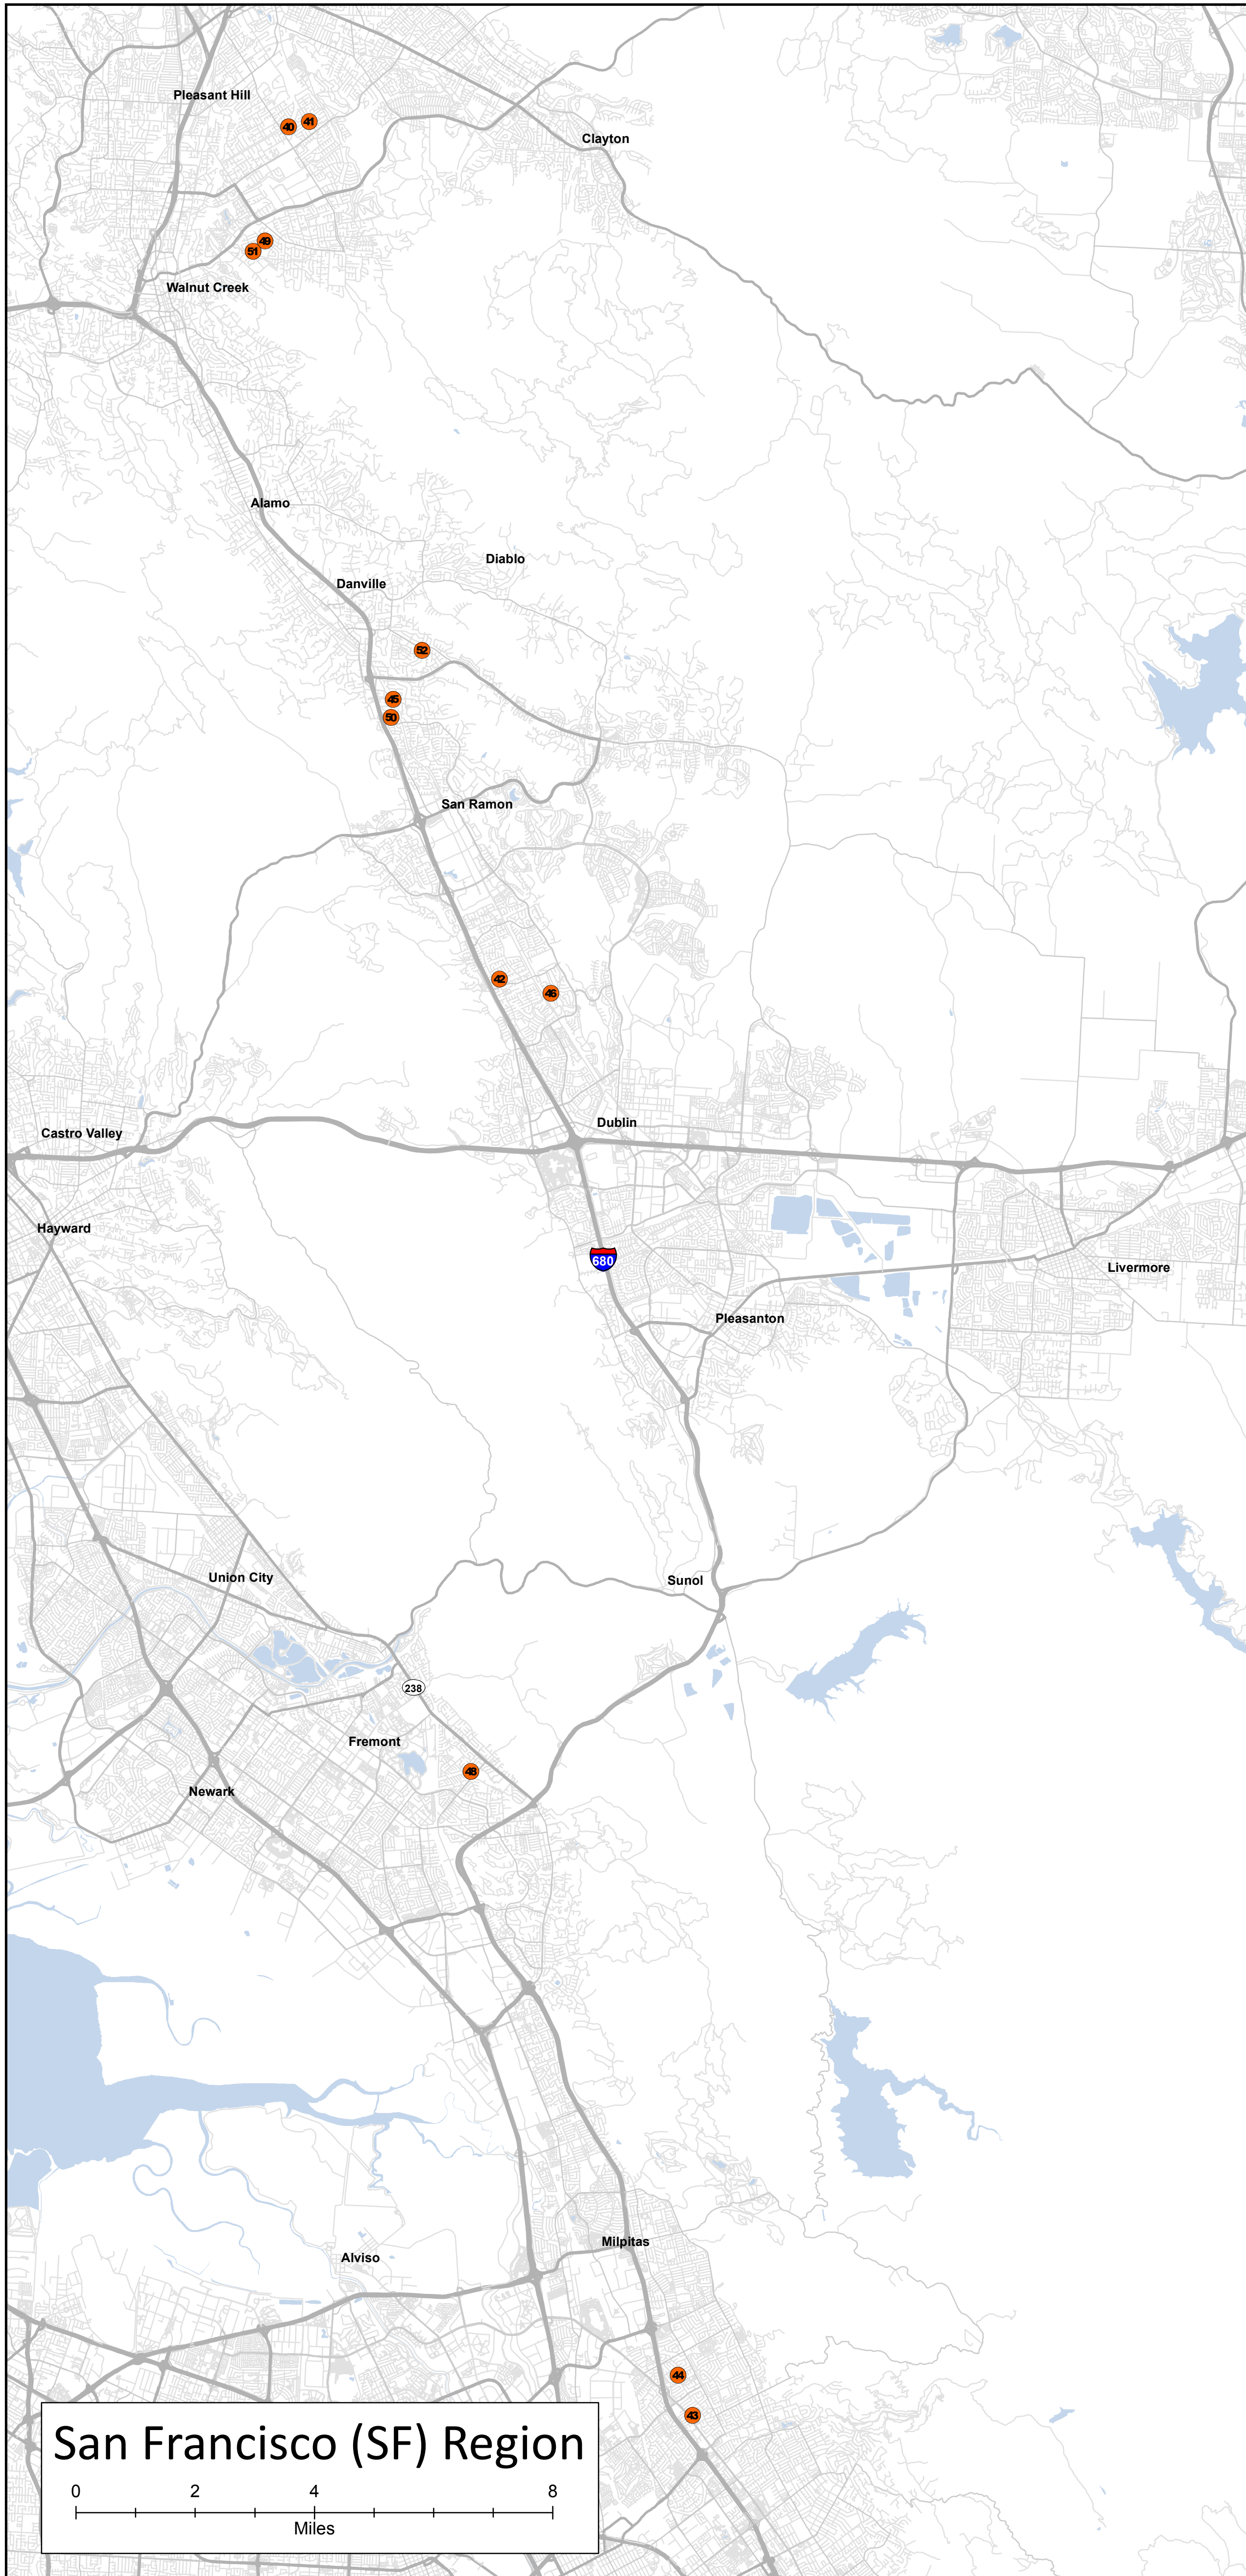 Pleasant Hill
41
40
Clayton
49
51
Walnut Creek
Alamo
Diablo
Danville
52
45
50
San Ramon
42
46
Dublin
Castro Valley
Hayward
680
Livermore
Pleasanton
Union City
Sunol
238
Fremont
48
Newark
Milpitas
Alviso
44
43
San Francisco (SF) Region
0 2 4 8
Miles